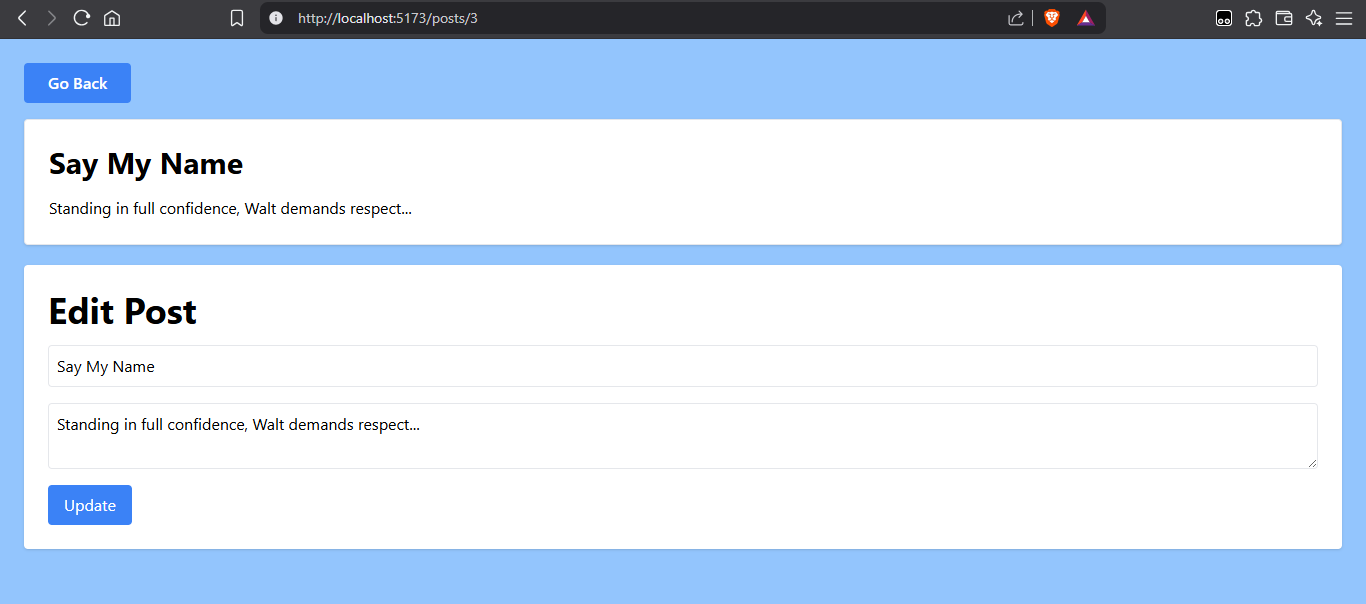 http://localhost:5173/posts/3
Go Back
Say My Name
Standing in full confidence, Walt demands respect...
Edit Post
Say My Name
Standing in full confidence, Walt demands respect...
Update